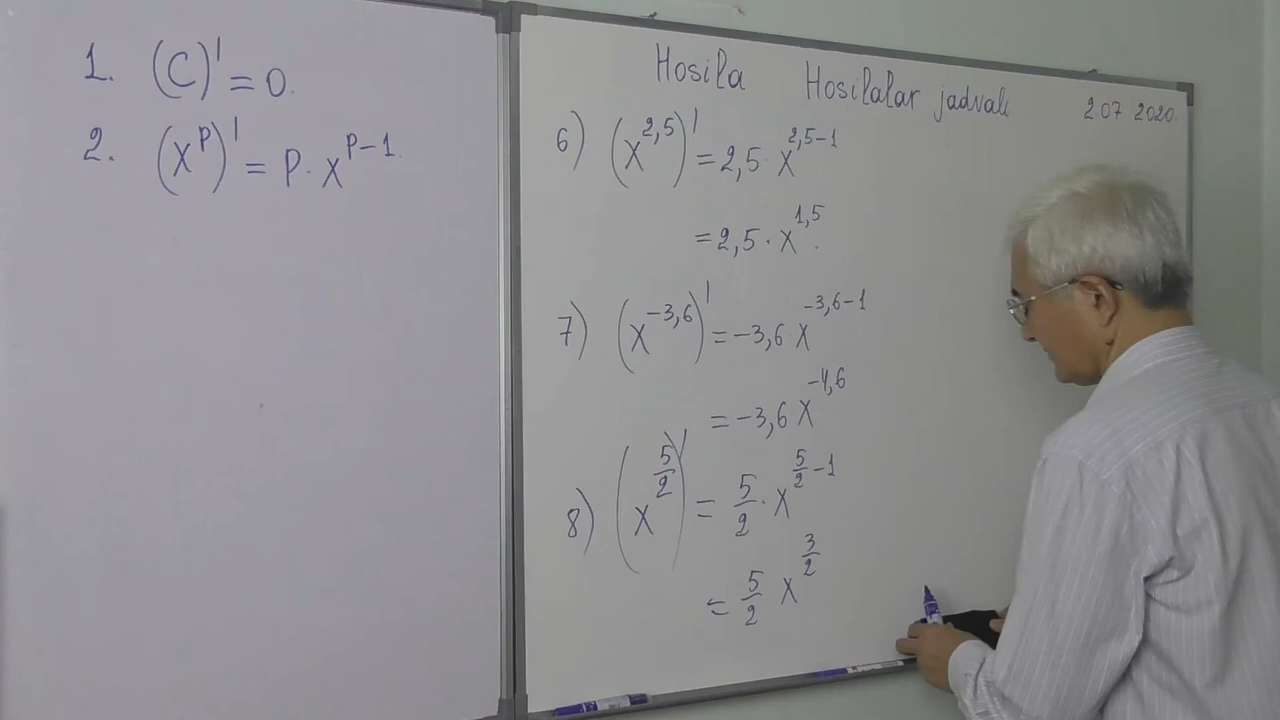 1. (C)' = 0.
2. (x^p)' = p · x^(p-1).
Hosila Hosilalar jadvali 2.07 2020
6) (x^2,5)' = 2,5 · x^(2,5-1)
= 2,5 · x^1,5.
7) (x^-3,6)' = -3,6 x^(-3,6-1)
= -3,6 x^-4,6
8) (x^(5/2))' = 5/2 · x^(5/2-1)
= 5/2 x^(3/2)